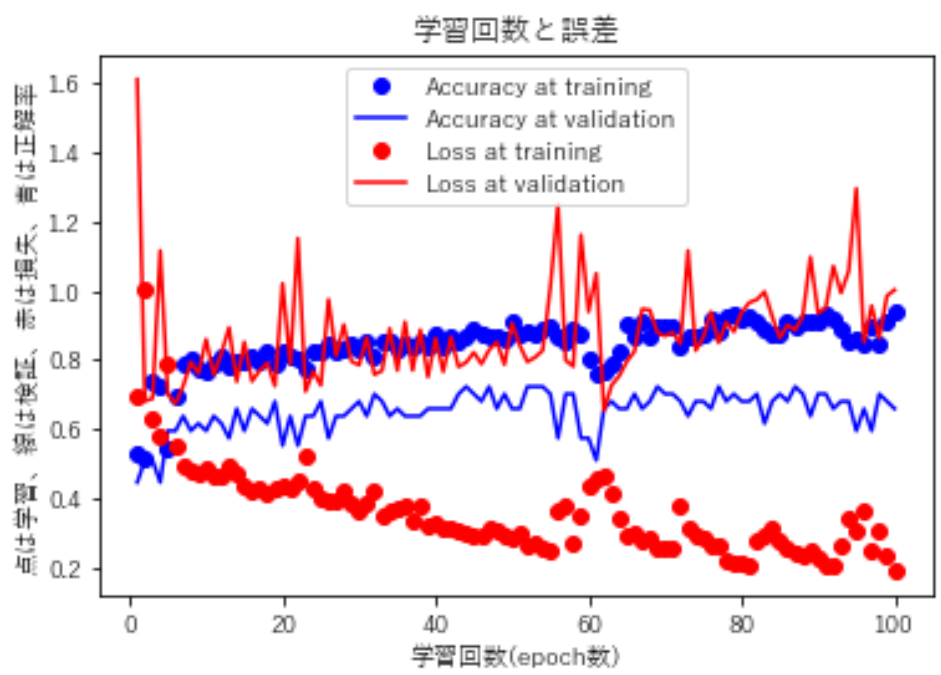 学習回数と誤差
点は学習、線は検証、赤は損失、青は正解率
1.6
1.4
1.2
1.0
0.8
0.6
0.4
0.2
Accuracy at training
Accuracy at validation
Loss at training
Loss at validation
0 20 40 60 80 100
学習回数(epoch数)